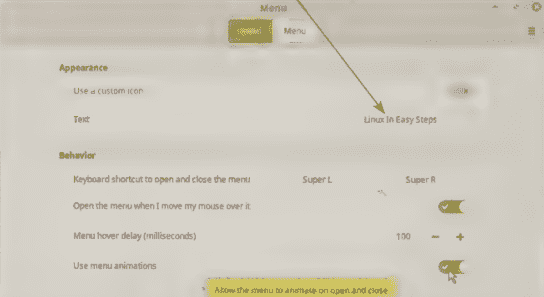 Menu
Menu
Appearance
Use a custom icon
Text Linux In Easy Steps
Behavior
Keyboard shortcut to open and close the menu Super L Super R
Open the menu when I move my mouse over it
Menu hover delay (milliseconds) 100 - +
Use menu animations
Allow the menu to animate on open and close